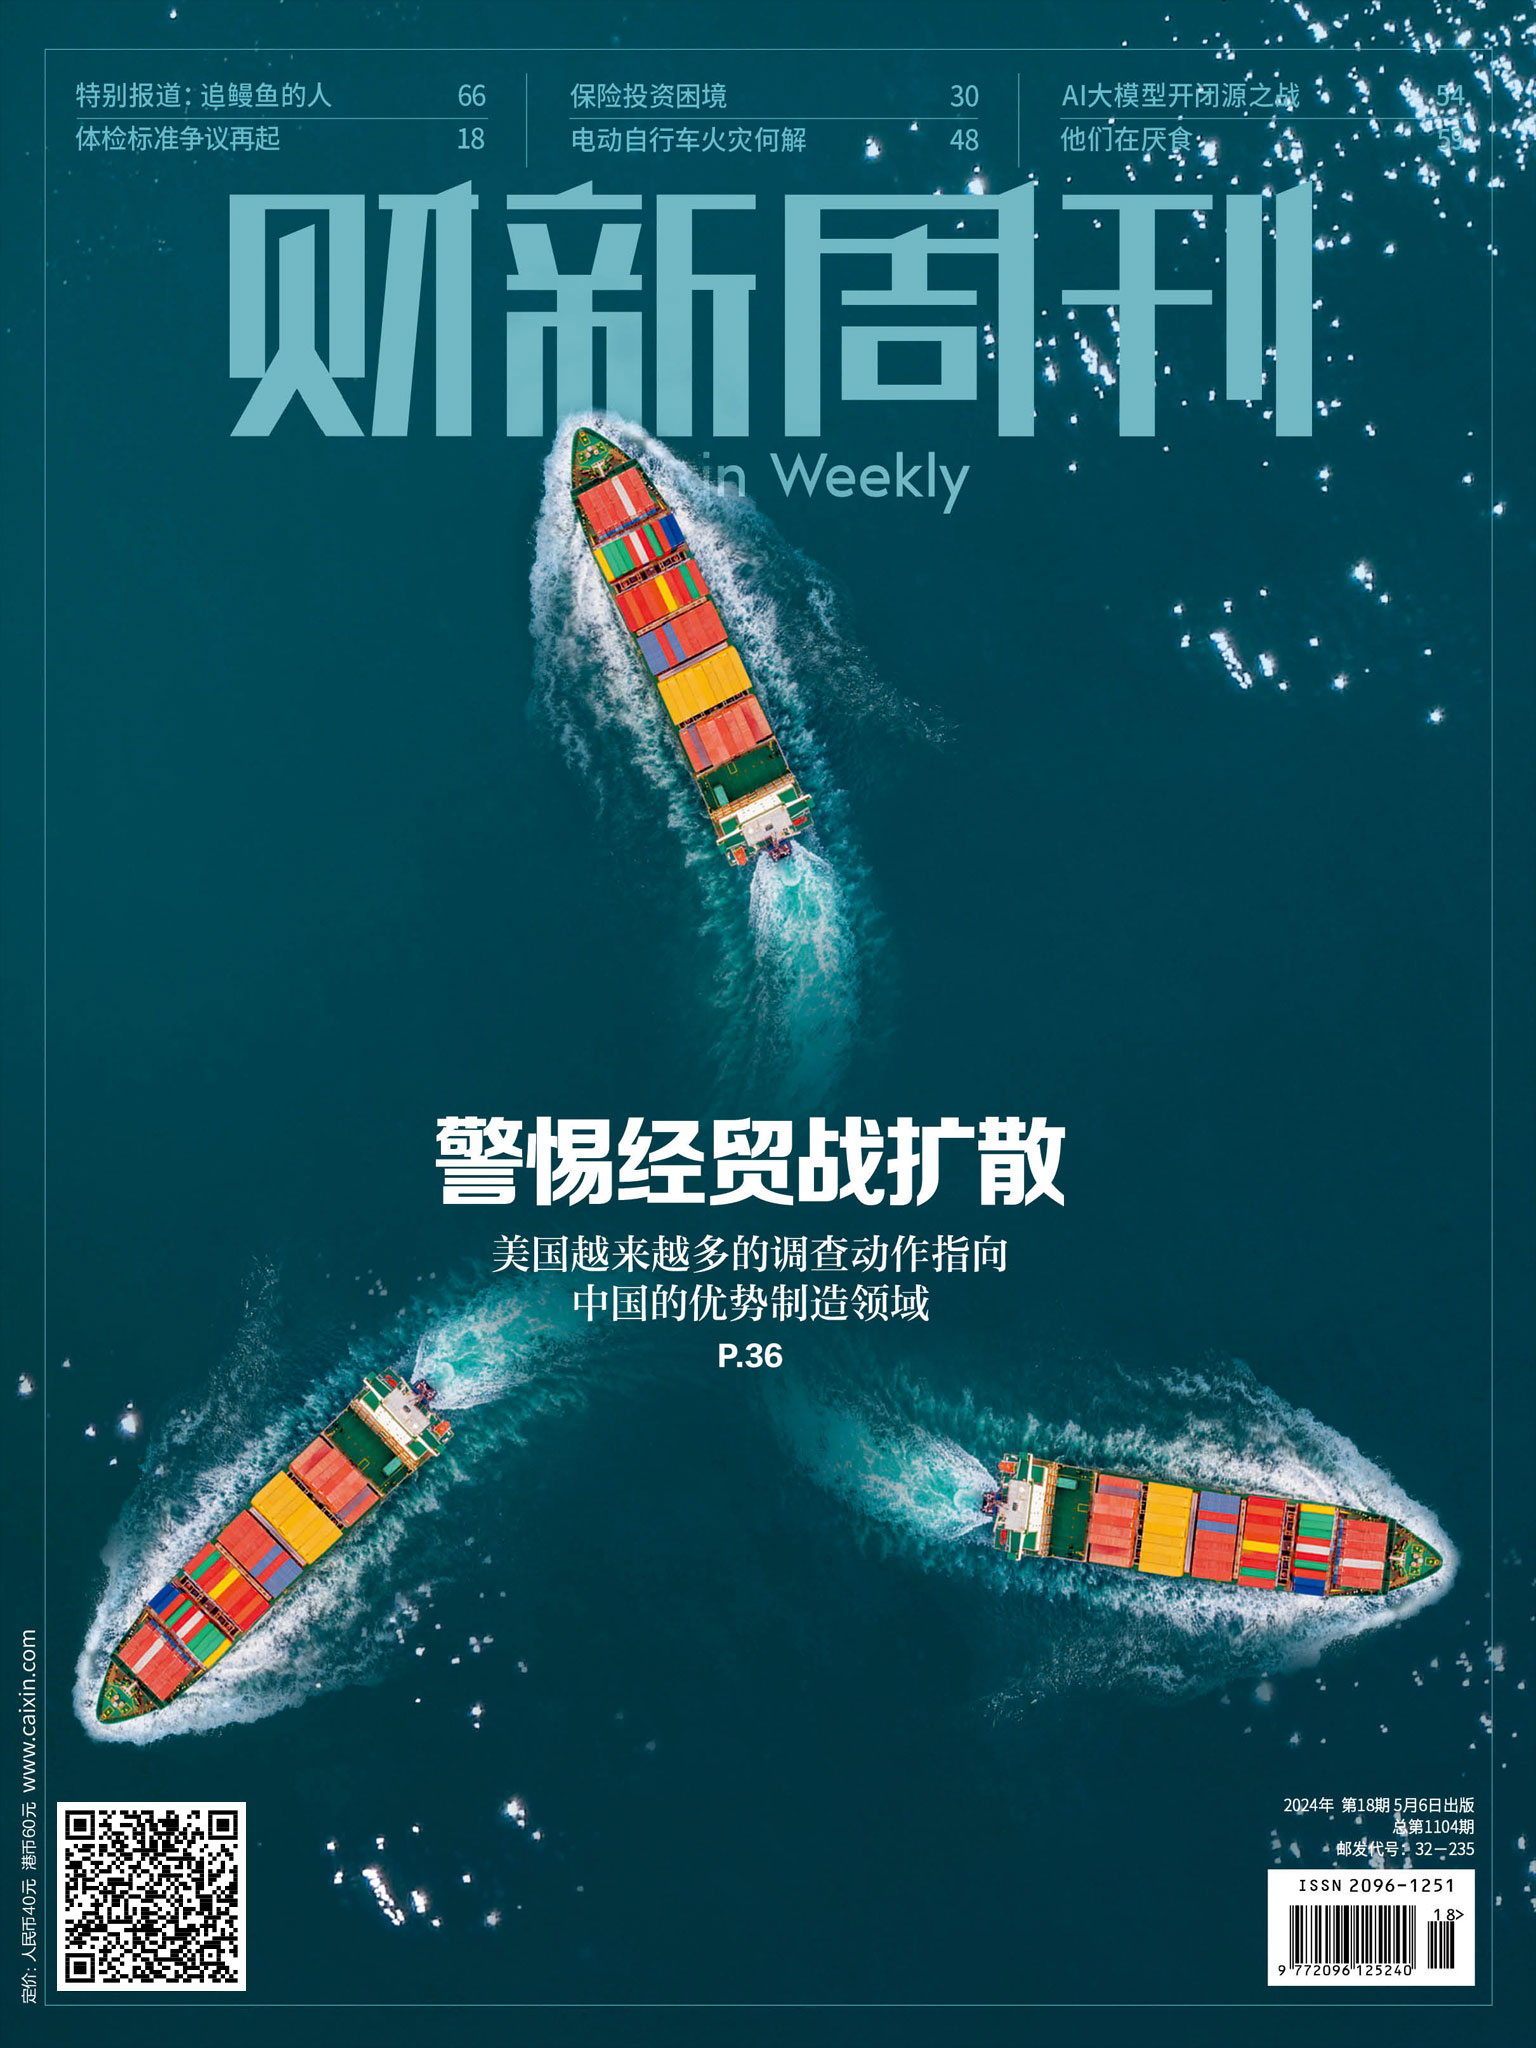 特别报道：追鳗鱼的人 66
体检标准争议再起 18
保险投资困境 30
电动自行车火灾何解 48
AI大模型开闭源之战 54
他们在厌食 59
财新周刊
in Weekly
警惕经贸战扩散
美国越来越多的调查动作指向
中国的优势制造领域
P.36
定价：人民币40元 港币60元 www.caixin.com
2024年 第18期 5月6日出版
总第1104期
邮发代号：32—235
ISSN 2096-1251
18>
9 772096 125240